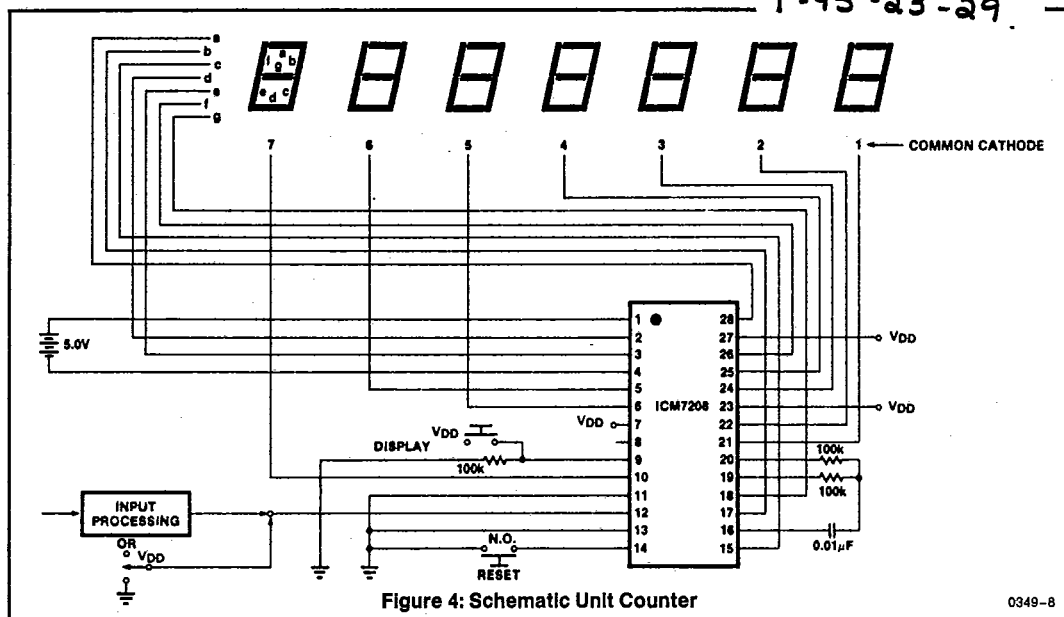 1-43-23-29
a
b
c
d
e
f
g
a
f b
g
e c
d
7 6 5 4 3 2 1 COMMON CATHODE
5.0V
1 28
2 27 VDD
3 26
4 25
5 24
6 ICM7208 23 VDD
VDD 7 22
DISPLAY VDD 8 21
100k 9 20 100k
10 19 100k
11 18
INPUT PROCESSING 12 17
OR 13 16 0.01µF
VDD N.O. 14 15
RESET
Figure 4: Schematic Unit Counter
0349-8